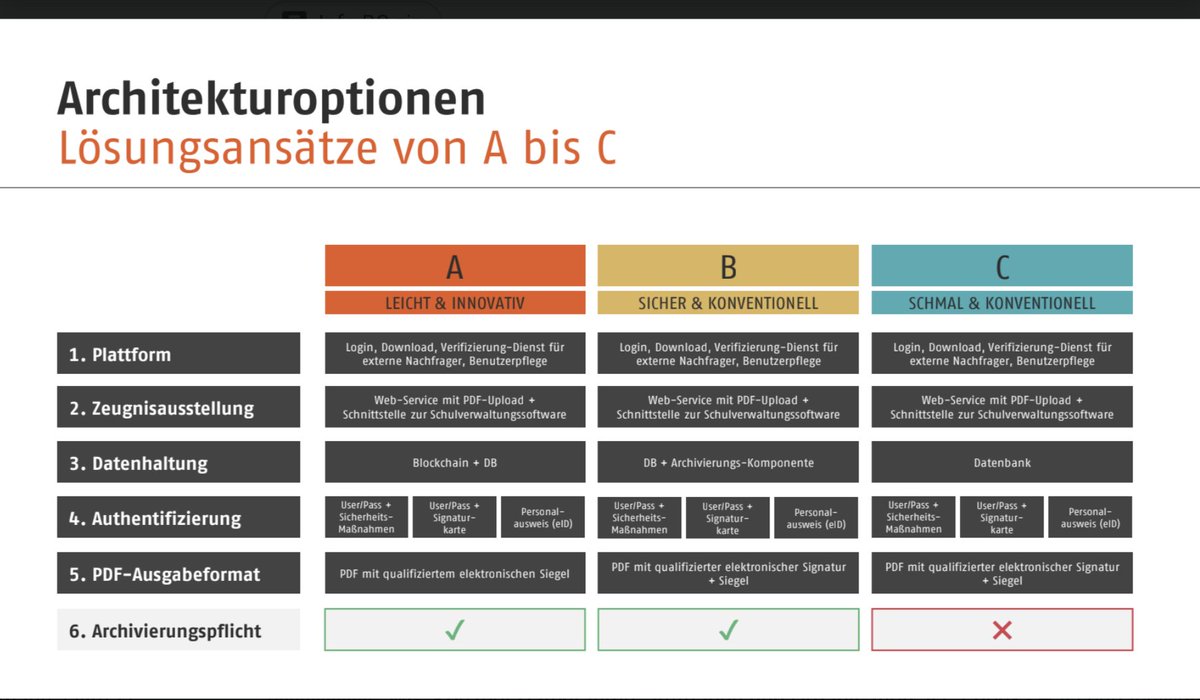 Architekturoptionen
Lösungsansätze von A bis C
A
B
C
LEICHT & INNOVATIV
SICHER & KONVENTIONELL
SCHMAL & KONVENTIONELL
1. Plattform
Login, Download, Verifizierung-Dienst für
externe Nachfrager, Benutzerpflege
Login, Download, Verifizierung-Dienst für
externe Nachfrager, Benutzerpflege
Login, Download, Verifizierung-Dienst für
externe Nachfrager, Benutzerpflege
2. Zeugnisausstellung
Web-Service mit PDF-Upload +
Schnittstelle zur Schulverwaltungssoftware
Web-Service mit PDF-Upload +
Schnittstelle zur Schulverwaltungssoftware
Web-Service mit PDF-Upload +
Schnittstelle zur Schulverwaltungssoftware
3. Datenhaltung
Blockchain + DB
DB + Archivierungs-Komponente
Datenbank
4. Authentifizierung
User/Pass +
Sicherheits-
Maßnahmen
User/Pass +
Signatur-
karte
Personal-
ausweis (eID)
User/Pass +
Sicherheits-
Maßnahmen
User/Pass +
Signatur-
karte
Personal-
ausweis (eID)
User/Pass +
Sicherheits-
Maßnahmen
User/Pass +
Signatur-
karte
Personal-
ausweis (eID)
5. PDF-Ausgabeformat
PDF mit qualifiziertem elektronischen Siegel
PDF mit qualifizierter elektronischer Signatur
+ Siegel
PDF mit qualifizierter elektronischer Signatur
+ Siegel
6. Archivierungspflicht